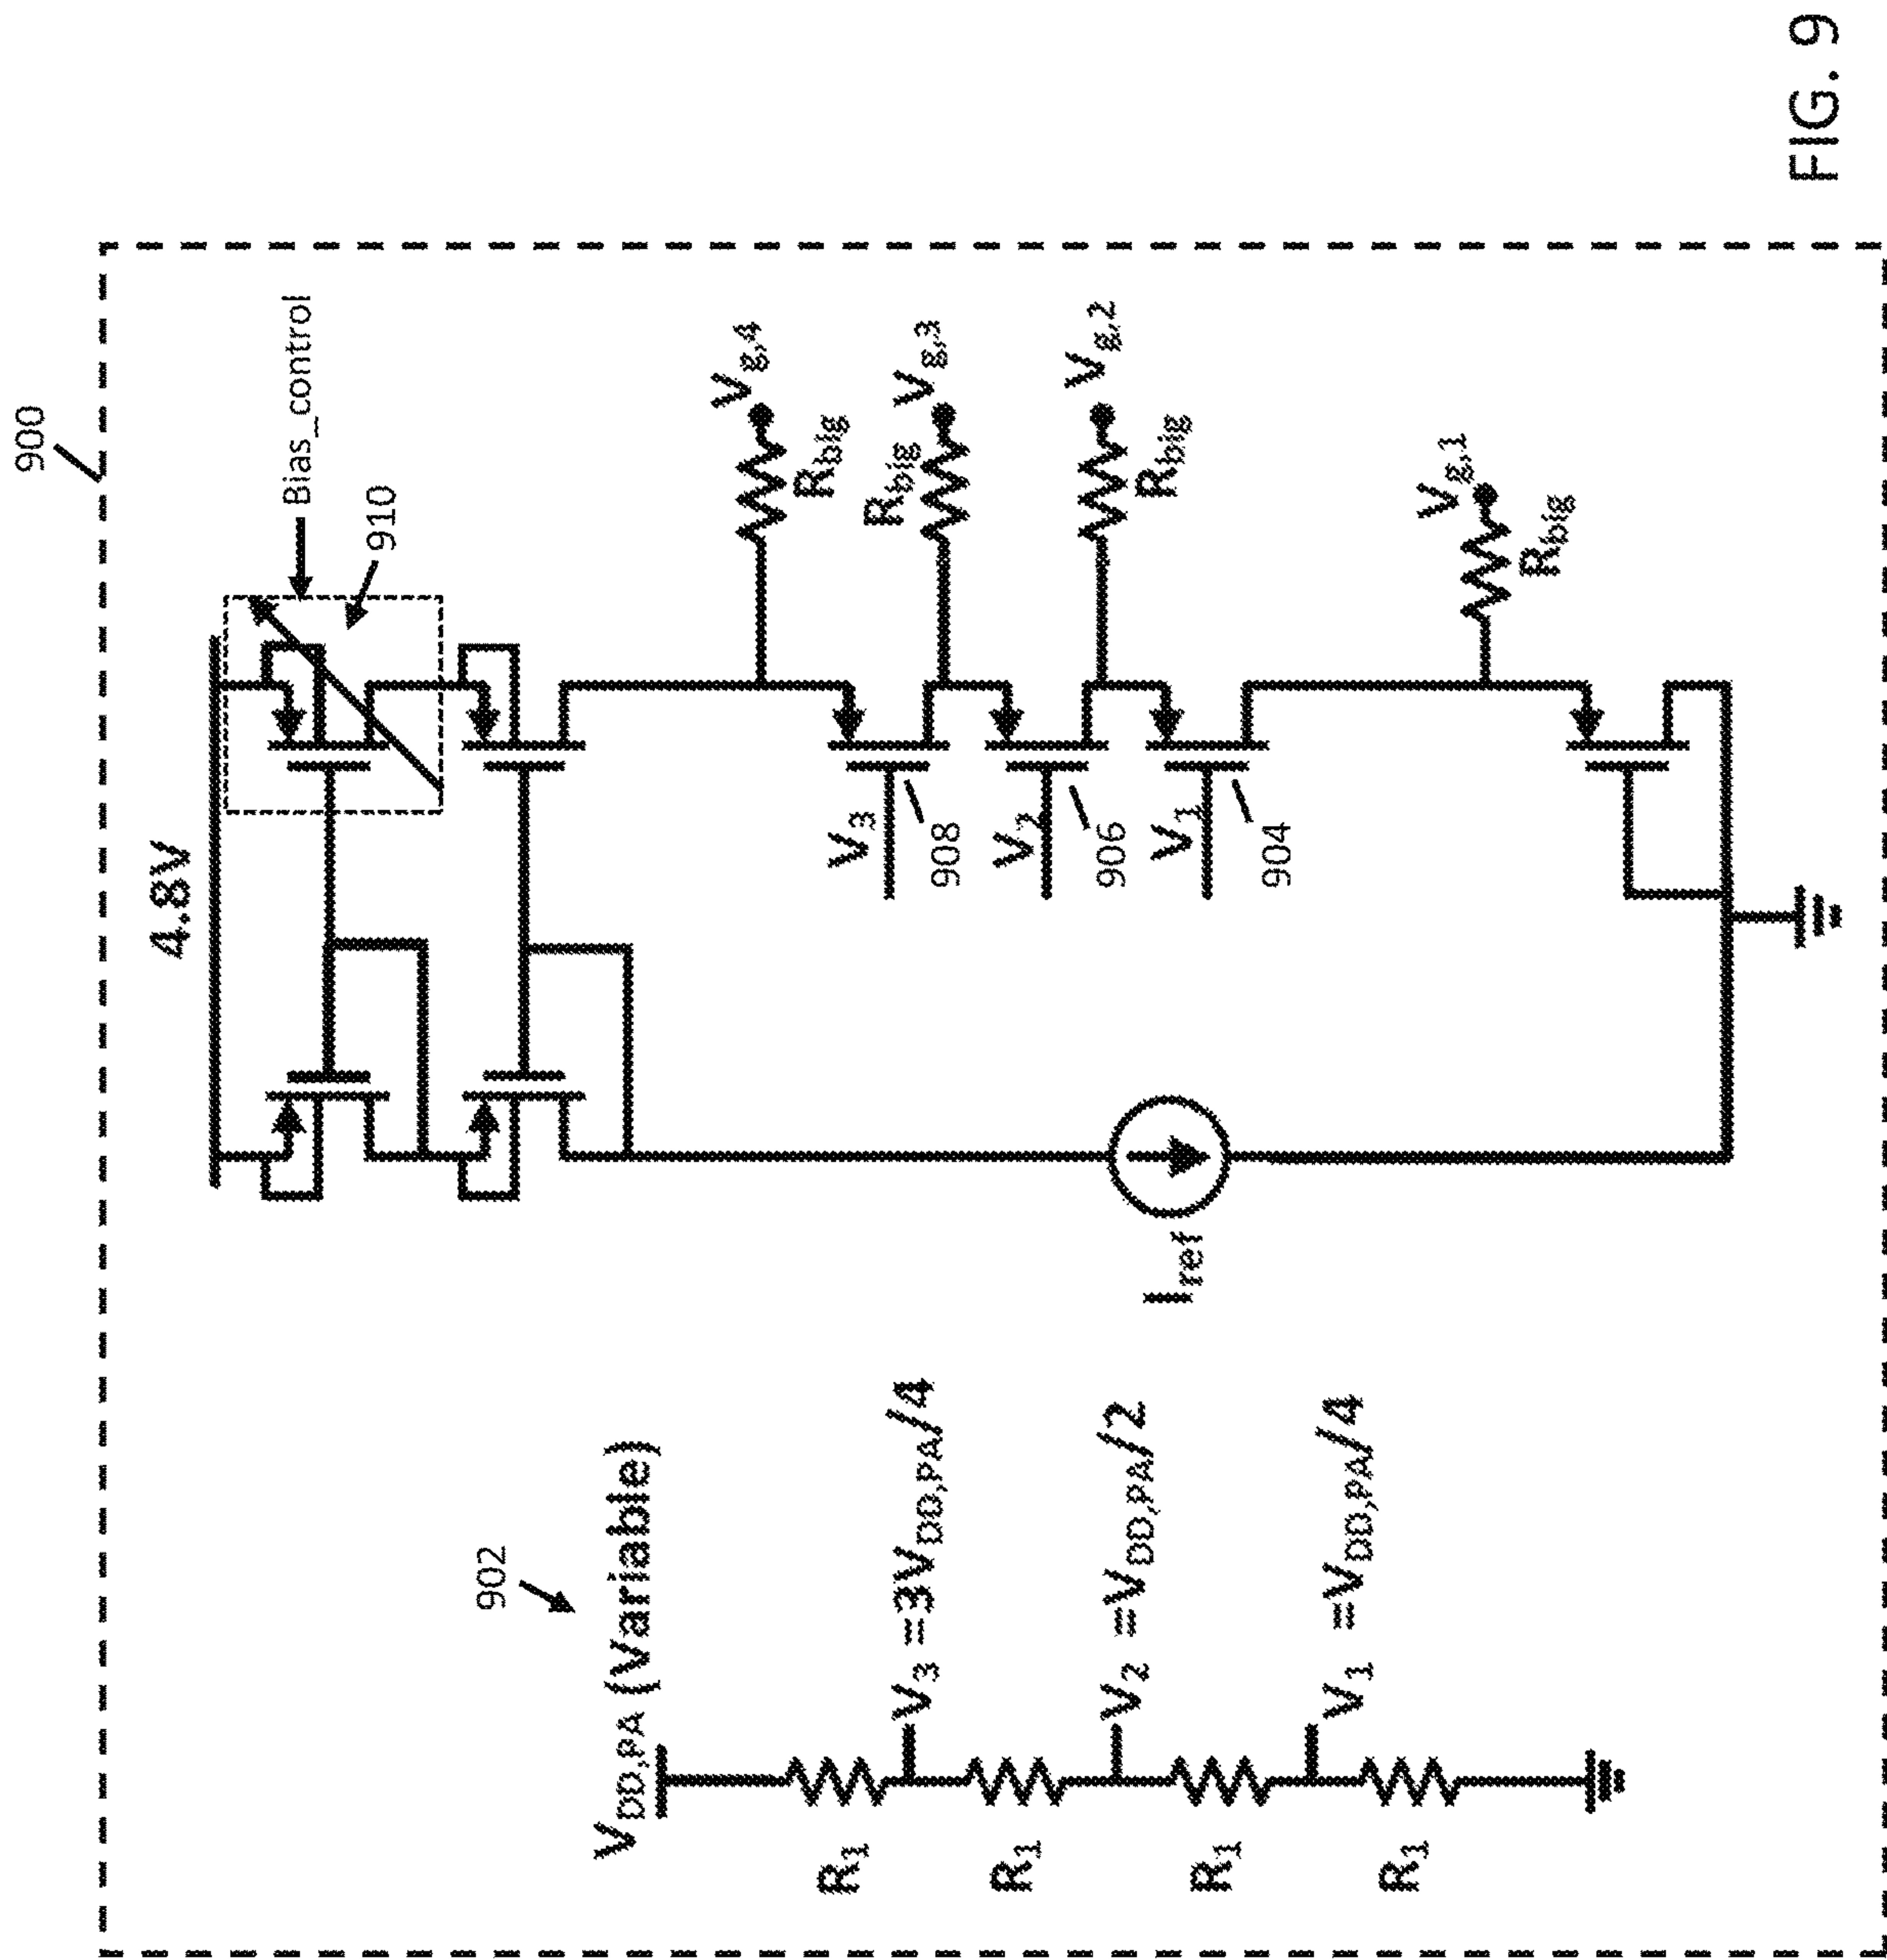 900
902
V_DD,PA (Variable)
R_1
R_1
R_1
R_1
V_3 =3V_DD,PA/4
V_2 =V_DD,PA/2
V_1 =V_DD,PA/4
I_ref
4.8V
Bias_control
910
V_3
908
V_2
906
V_1
904
V_g,4
R_big
V_g,3
R_big
V_g,2
R_big
V_g,1
R_big
FIG. 9